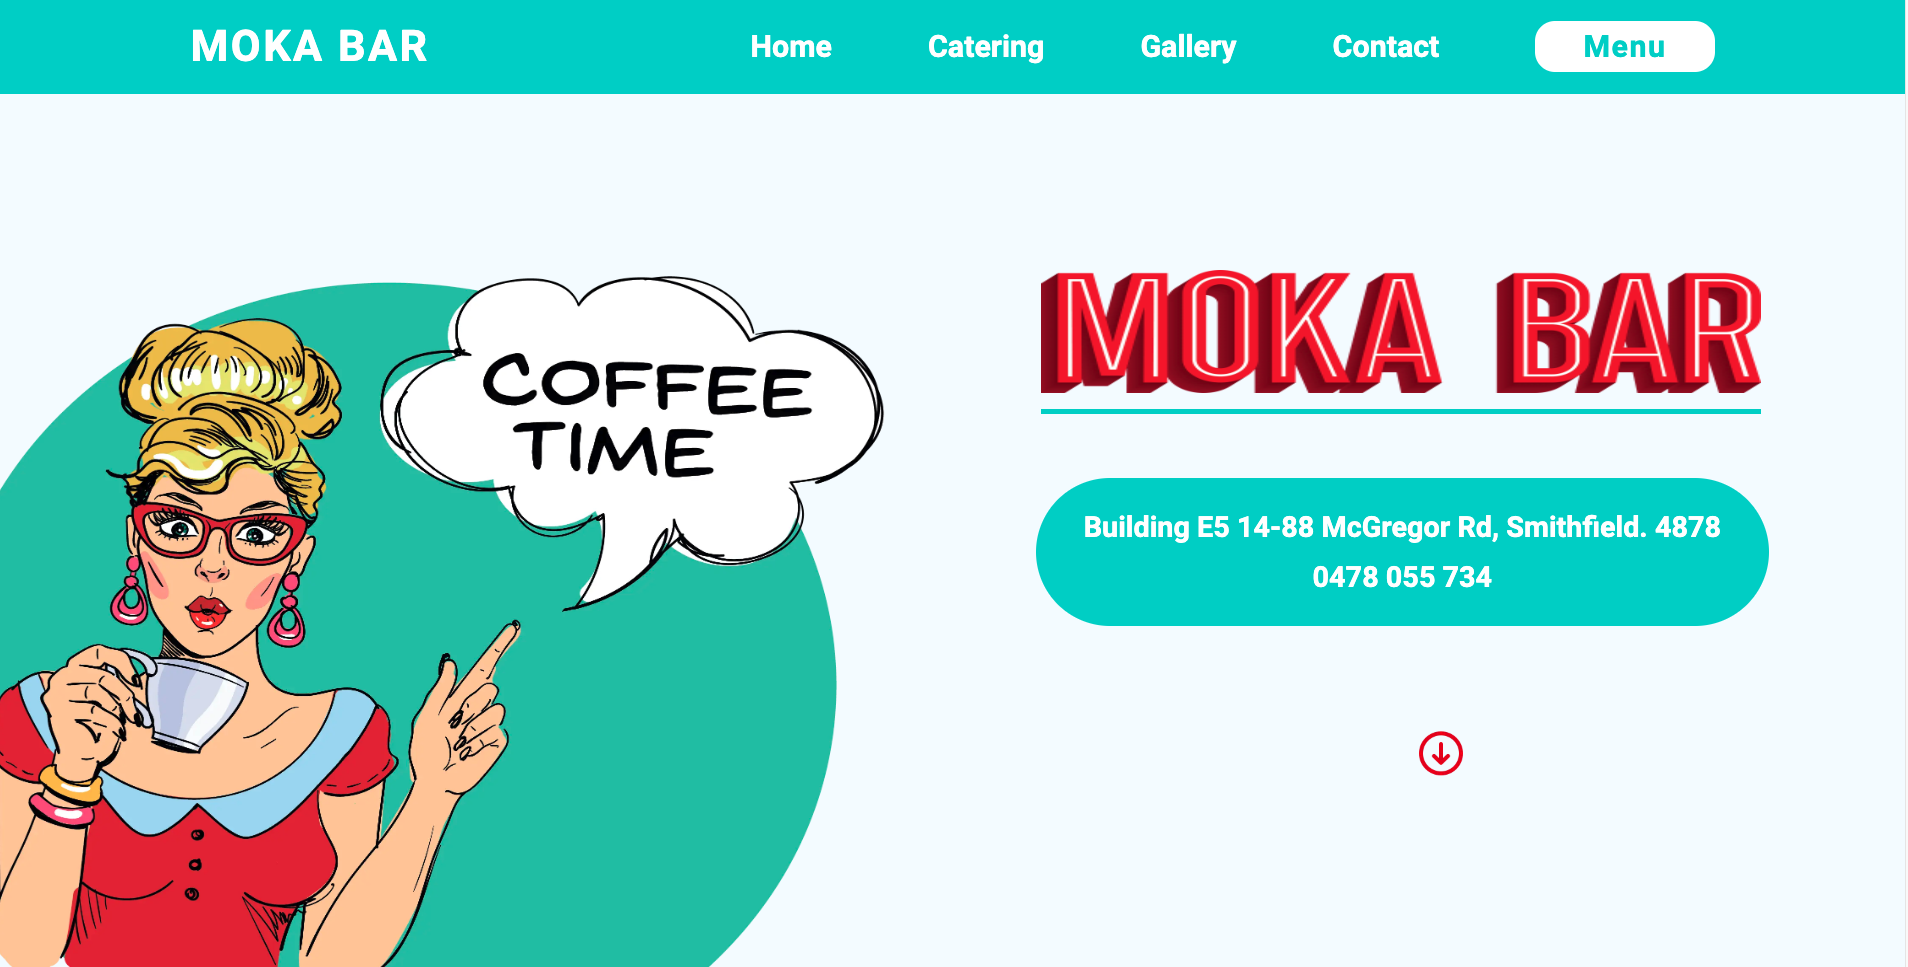 MOKA BAR
Home
Catering
Gallery
Contact
Menu
COFFEE
TIME
MOKA BAR
Building E5 14-88 McGregor Rd, Smithfield. 4878
0478 055 734